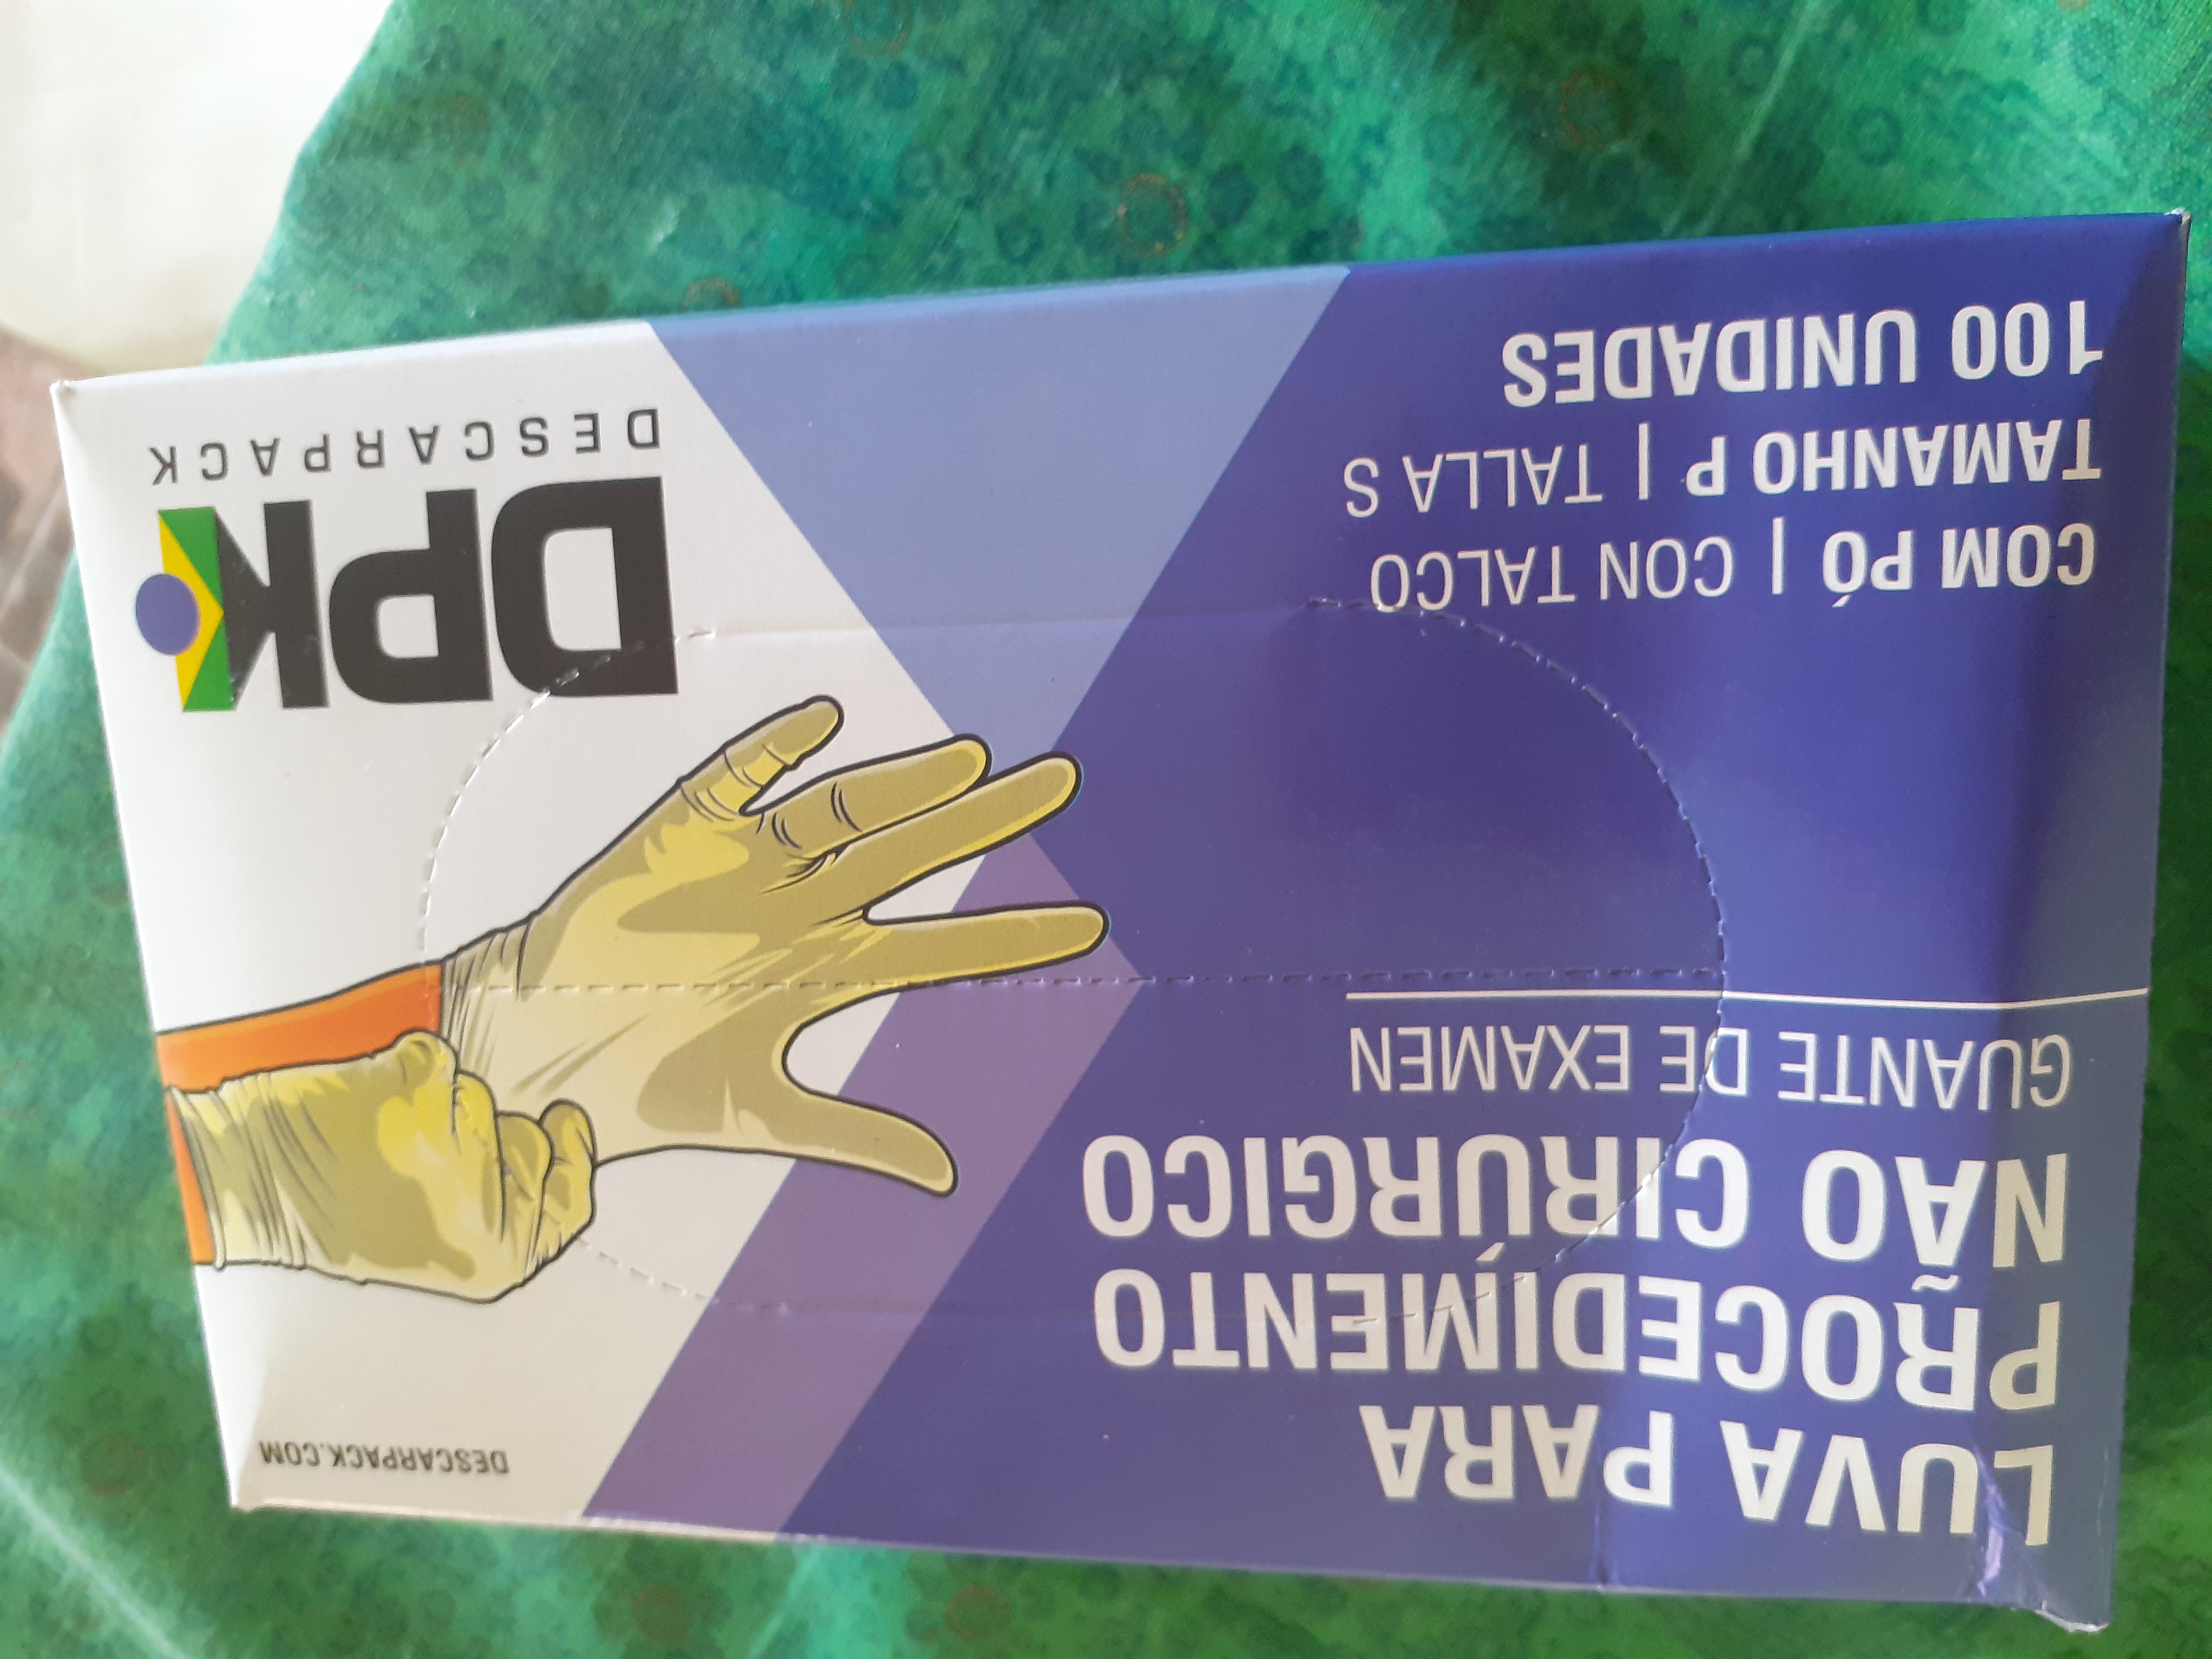 LUVA PARA
PROCEDIMENTO
NÃO CIRÚRGICO
GUANTE DE EXAMEN
COM PÓ | CON TALCO
TAMANHO P | TALLA S
100 UNIDADES
DESCARPACK.COM
DPK
DESCARPACK